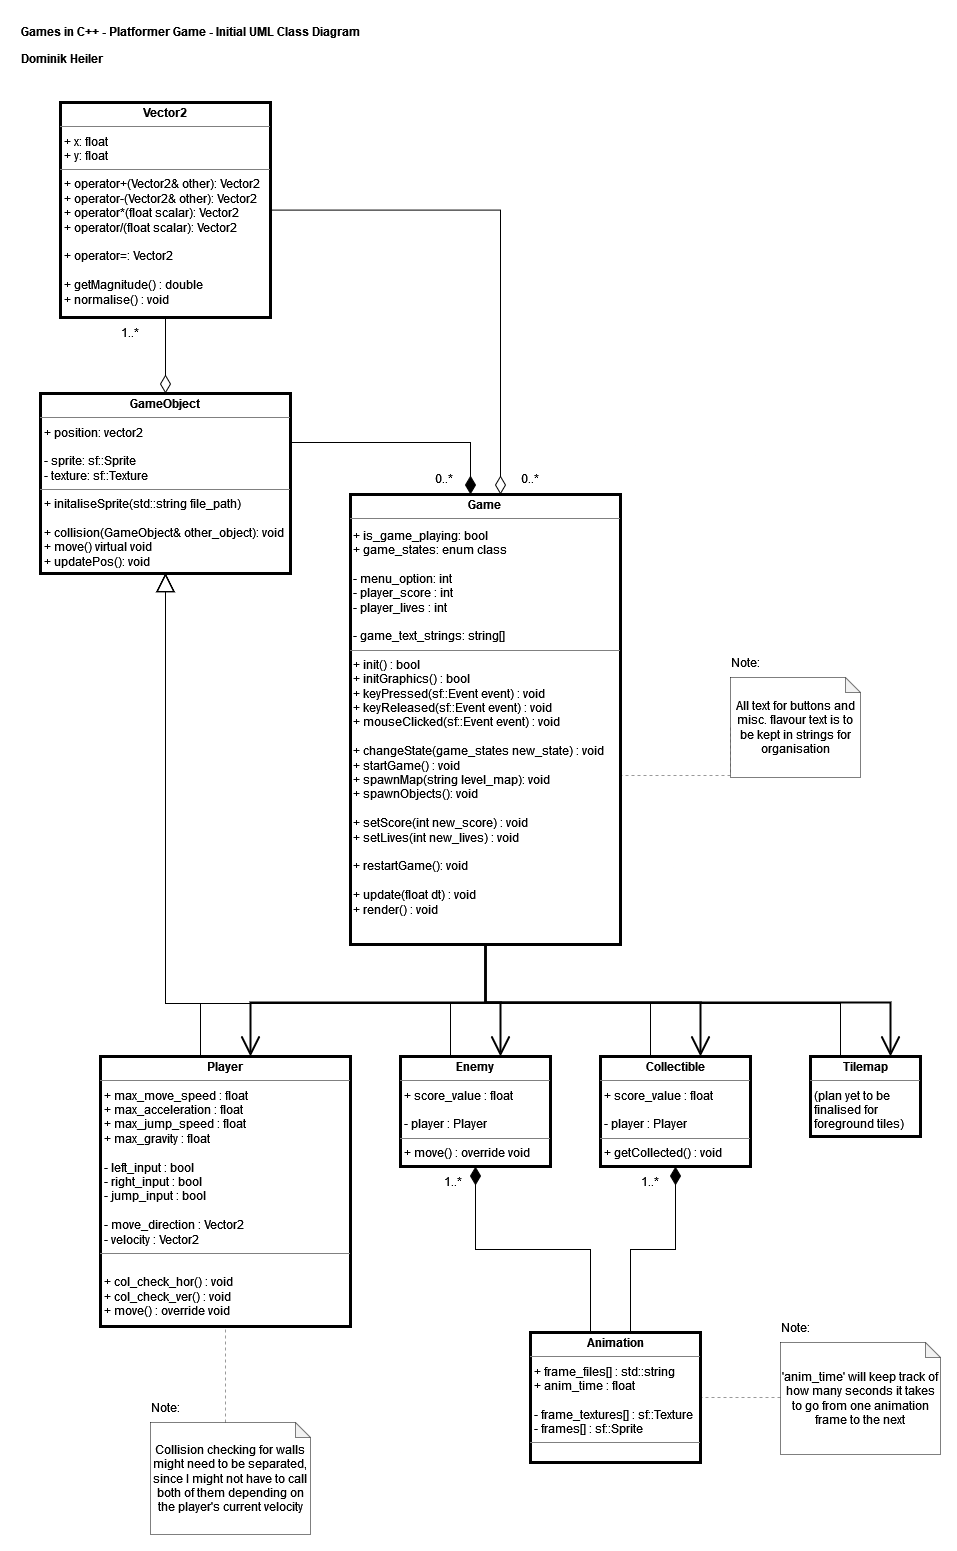 Games in C++ - Platformer Game - Initial UML Class Diagram
Dominik Heiler
Vector2
+ x: float
+ y: float
+ operator+(Vector2& other): Vector2
+ operator-(Vector2& other): Vector2
+ operator*(float scalar): Vector2
+ operator/(float scalar): Vector2
+ operator=: Vector2
+ getMagnitude() : double
+ normalise() : void
1..*
GameObject
+ position: vector2
- sprite: sf::Sprite
- texture: sf::Texture
+ initaliseSprite(std::string file_path)
+ collision(GameObject& other_object): void
+ move() virtual void
+ updatePos(): void
0..*
0..*
Game
+ is_game_playing: bool
+ game_states: enum class
- menu_option: int
- player_score : int
- player_lives : int
- game_text_strings: string[]
+ init() : bool
+ initGraphics() : bool
+ keyPressed(sf::Event event) : void
+ keyReleased(sf::Event event) : void
+ mouseClicked(sf::Event event) : void
+ changeState(game_states new_state) : void
+ startGame() : void
+ spawnMap(string level_map): void
+ spawnObjects(): void
+ setScore(int new_score) : void
+ setLives(int new_lives) : void
+ restartGame(): void
+ update(float dt) : void
+ render() : void
Note:
All text for buttons and
misc. flavour text is to
be kept in strings for
organisation
Player
+ max_move_speed : float
+ max_acceleration : float
+ max_jump_speed : float
+ max_gravity : float
- left_input : bool
- right_input : bool
- jump_input : bool
- move_direction : Vector2
- velocity : Vector2
+ col_check_hor() : void
+ col_check_ver() : void
+ move() : override void
Enemy
+ score_value : float
- player : Player
+ move() : override void
1..*
Collectible
+ score_value : float
- player : Player
+ getCollected() : void
1..*
Tilemap
(plan yet to be
finalised for
foreground tiles)
Animation
+ frame_files[] : std::string
+ anim_time : float
- frame_textures[] : sf::Texture
- frames[] : sf::Sprite
Note:
'anim_time' will keep track of
how many seconds it takes
to go from one animation
frame to the next
Note:
Collision checking for walls
might need to be separated,
since I might not have to call
both of them depending on
the player's current velocity